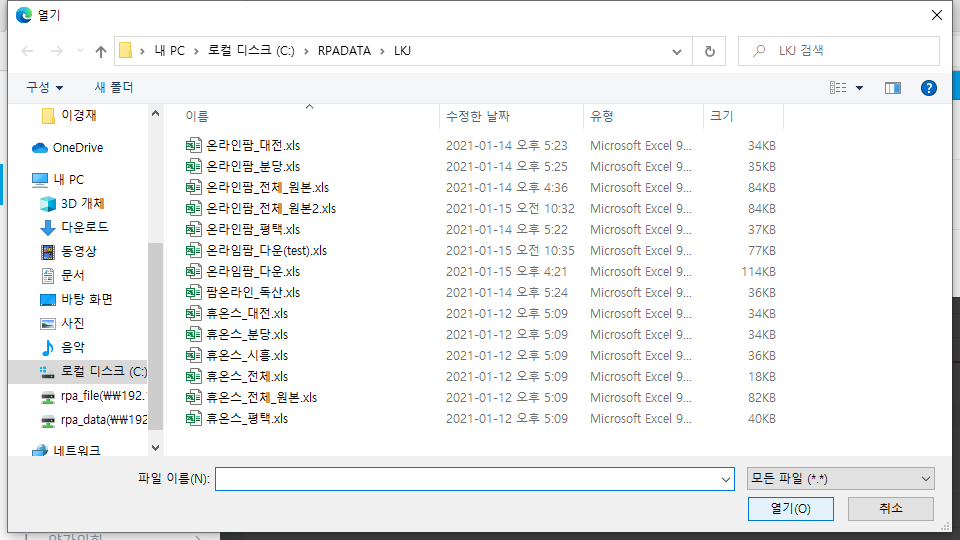 열기
내 PC > 로컬 디스크 (C:) > RPADATA > LKJ
LKJ 검색
구성 새 폴더
이름 수정한 날짜 유형 크기
이경재
OneDrive
내 PC
3D 개체
다운로드
동영상
문서
바탕 화면
사진
음악
로컬 디스크 (C:)
rpa_file(₩₩192.1
rpa_data(₩₩192
네트워크
온라인팜_대전.xls 2021-01-14 오후 5:23 Microsoft Excel 9... 34KB
온라인팜_분당.xls 2021-01-14 오후 5:25 Microsoft Excel 9... 35KB
온라인팜_전체_원본.xls 2021-01-14 오후 4:36 Microsoft Excel 9... 84KB
온라인팜_전체_원본2.xls 2021-01-15 오전 10:32 Microsoft Excel 9... 84KB
온라인팜_평택.xls 2021-01-14 오후 5:22 Microsoft Excel 9... 37KB
온라임팜_다운(test).xls 2021-01-15 오전 10:35 Microsoft Excel 9... 77KB
온라임팜_다운.xls 2021-01-15 오후 4:21 Microsoft Excel 9... 114KB
팜온라인_독산.xls 2021-01-14 오후 5:24 Microsoft Excel 9... 36KB
휴온스_대전.xls 2021-01-12 오후 5:09 Microsoft Excel 9... 34KB
휴온스_분당.xls 2021-01-12 오후 5:09 Microsoft Excel 9... 34KB
휴온스_시흥.xls 2021-01-12 오후 5:09 Microsoft Excel 9... 36KB
휴온스_전체.xls 2021-01-12 오후 5:09 Microsoft Excel 9... 18KB
휴온스_전체_원본.xls 2021-01-12 오후 5:09 Microsoft Excel 9... 82KB
휴온스_평택.xls 2021-01-12 오후 5:09 Microsoft Excel 9... 40KB
파일 이름(N): 모든 파일 (*.*)
열기(O) 취소